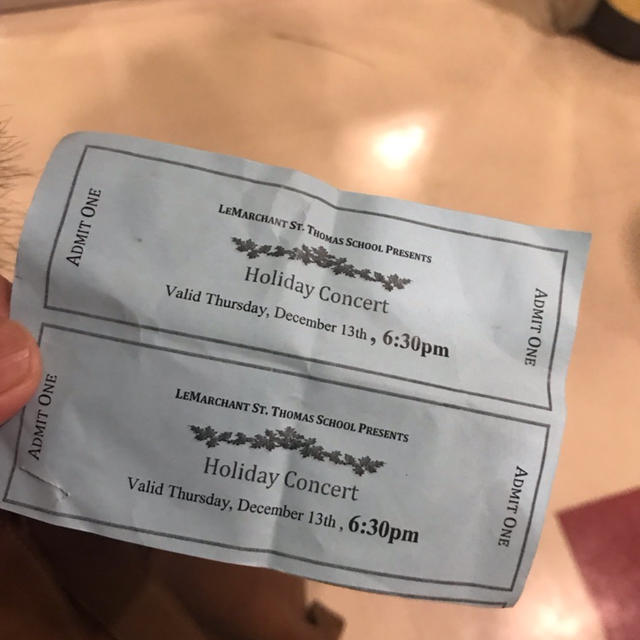 ADMIT ONE
LEMARCHANT ST. THOMAS SCHOOL PRESENTS
Holiday Concert
Valid Thursday, December 13th, 6:30pm
ADMIT ONE
ADMIT ONE
LEMARCHANT ST. THOMAS SCHOOL PRESENTS
Holiday Concert
Valid Thursday, December 13th, 6:30pm
ADMIT ONE